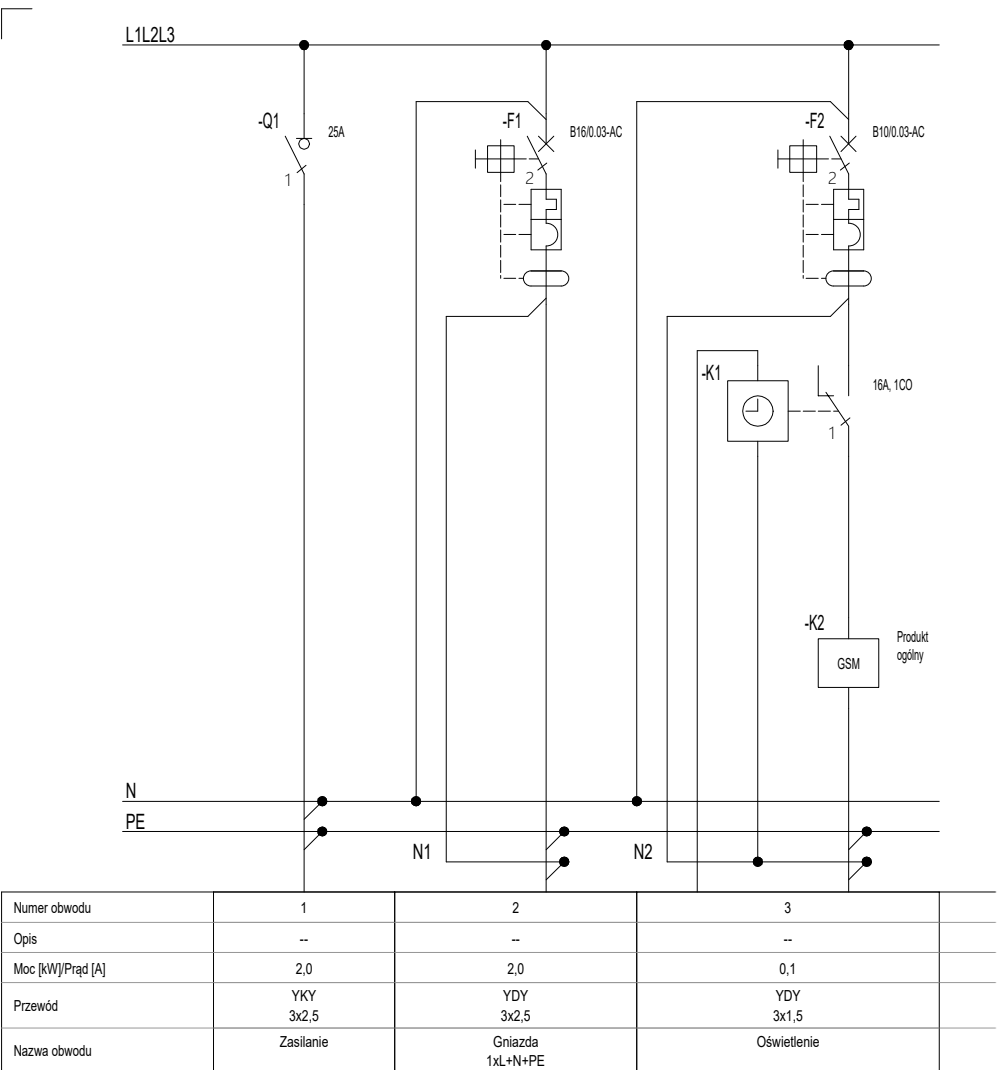 L1L2L3
-Q1
25A
1
-F1
B16/0.03-AC
2
-F2
B10/0.03-AC
2
-K1
16A, 1CO
1
-K2
Produkt
ogólny
GSM
N
PE
N1
N2
Numer obwodu 1 2 3
Opis -- -- --
Moc [kW]/Prąd [A] 2,0 2,0 0,1
Przewód YKY YDY YDY
3x2,5 3x2,5 3x1,5
Nazwa obwodu Zasilanie Gniazda Oświetlenie
1xL+N+PE